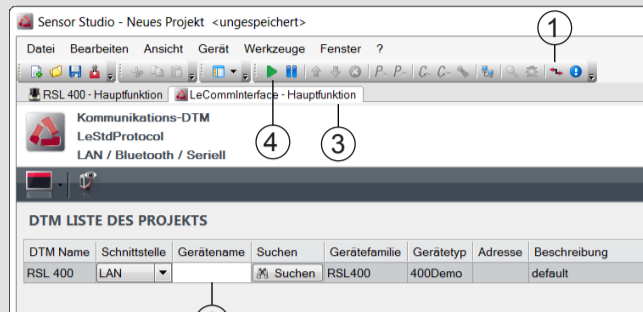 Sensor Studio - Neues Projekt <ungespeichert>
Datei Bearbeiten Ansicht Gerät Werkzeuge Fenster ?
1
P.. P.. C.. C..
RSL 400 - Hauptfunktion LeCommInterface - Hauptfunktion
Kommunikations-DTM
LeStdProtocol
LAN / Bluetooth / Seriell
4 3
DTM LISTE DES PROJEKTS
DTM Name Schnittstelle Gerätename Suchen Gerätefamilie Gerätetyp Adresse Beschreibung
RSL 400 LAN Suchen RSL400 400Demo default